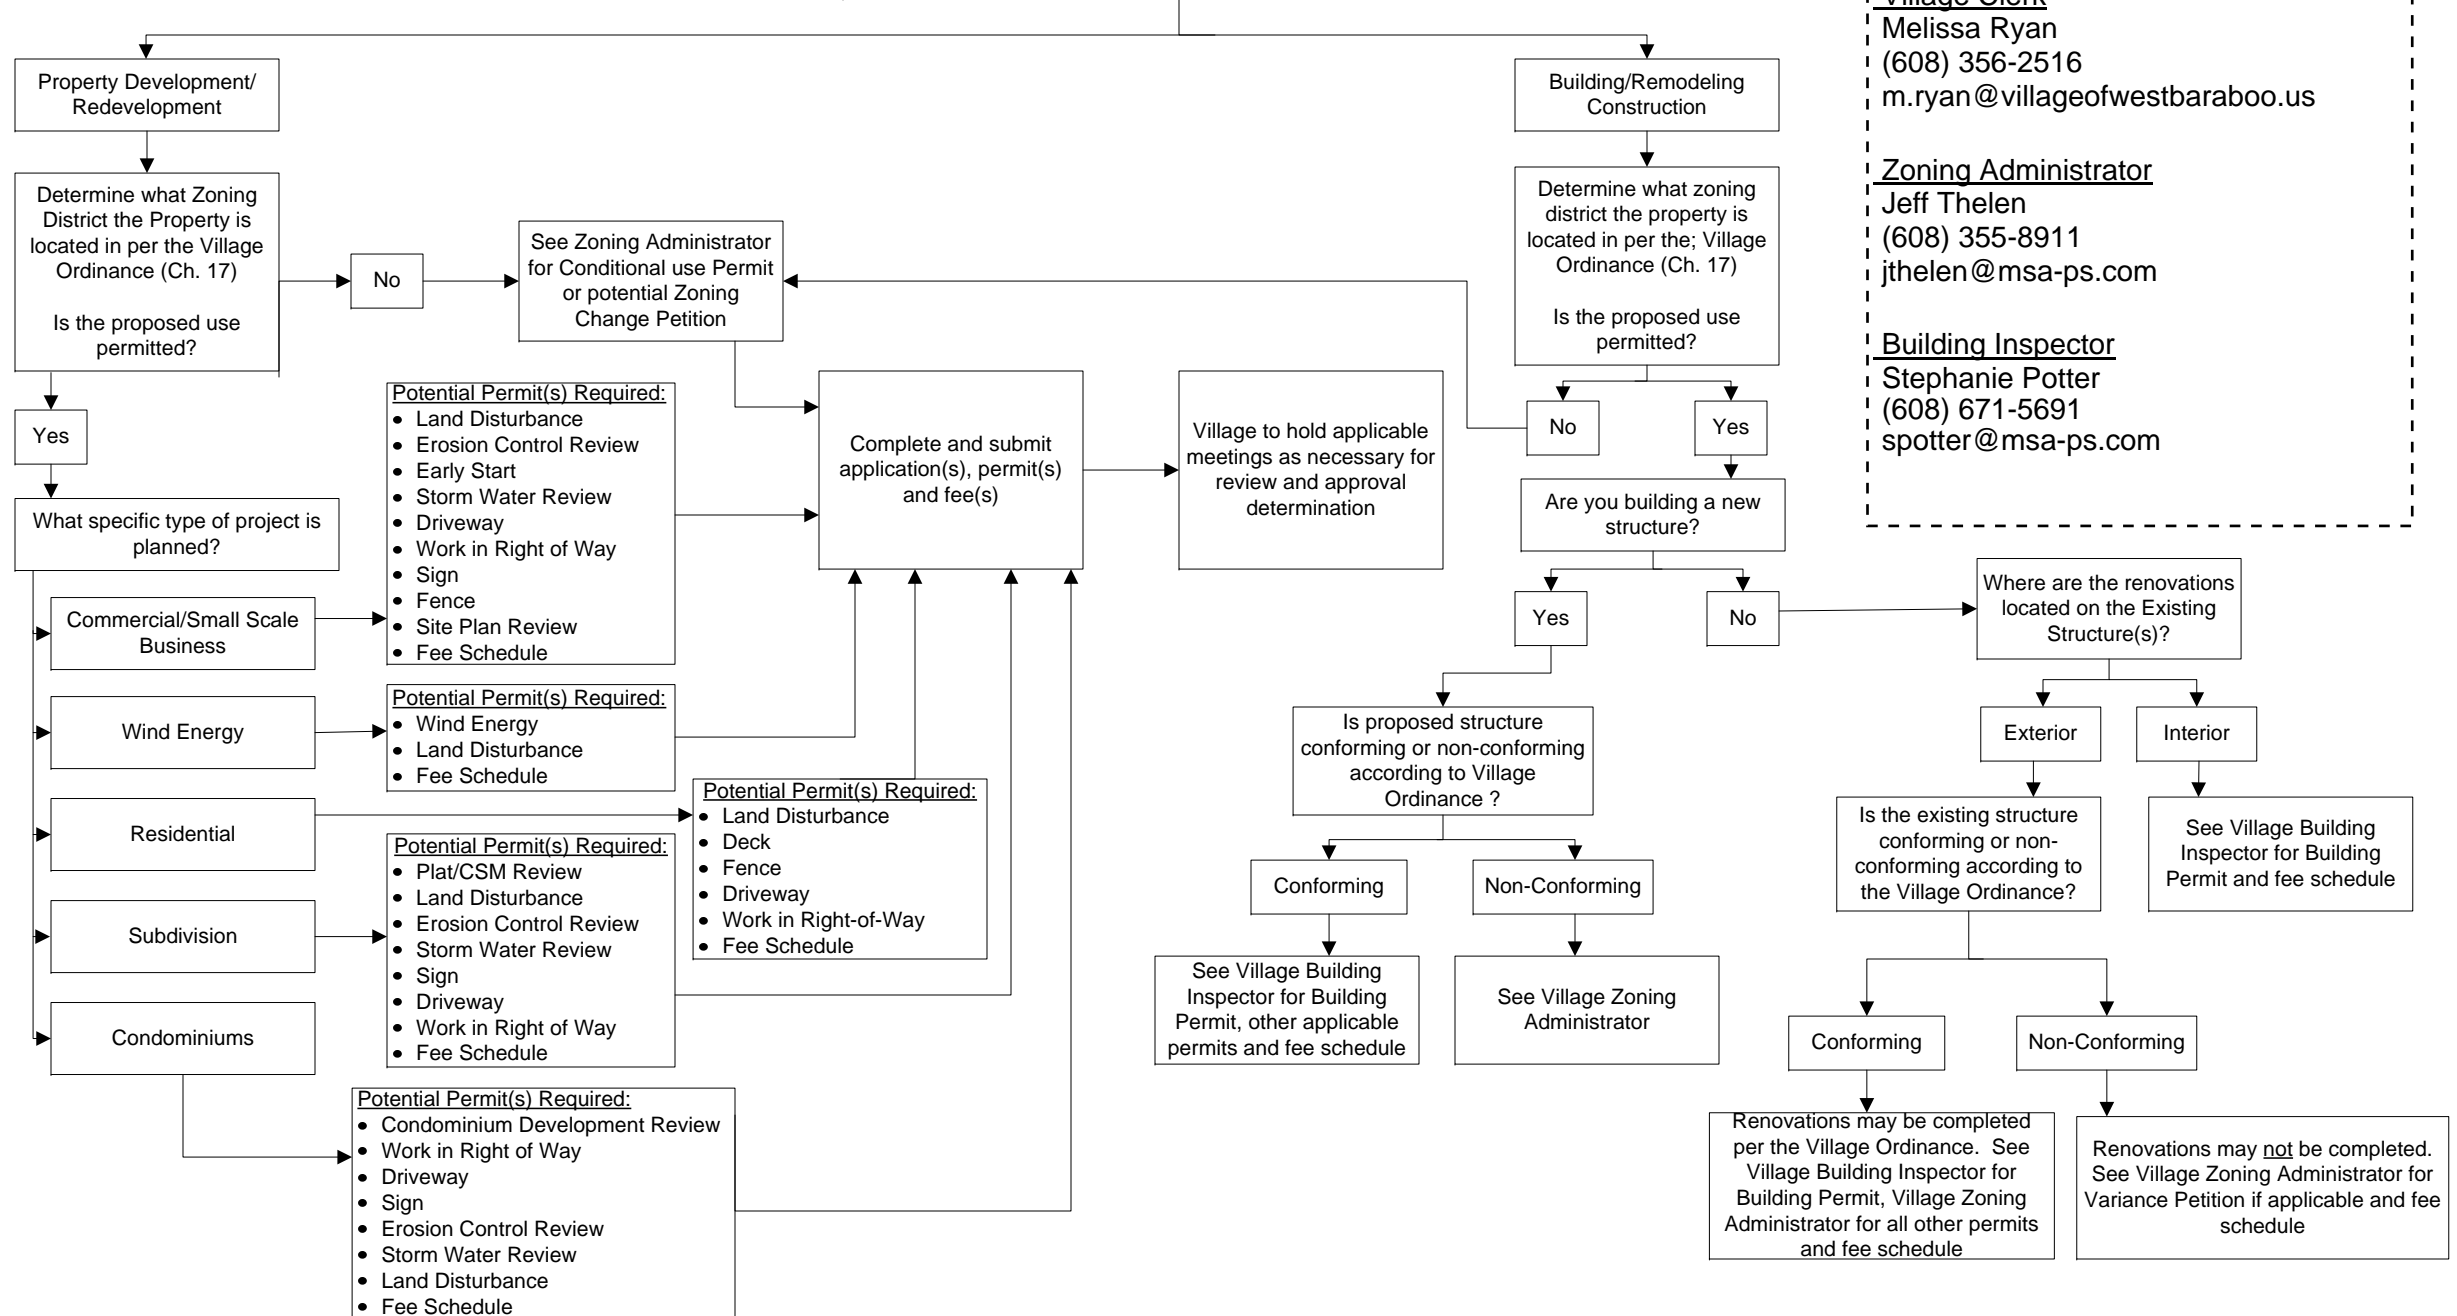 Village Clerk
Melissa Ryan
(608) 356-2516
m.ryan@villageofwestbaraboo.us
Zoning Administrator
Jeff Thelen
(608) 355-8911
jthelen@msa-ps.com
Building Inspector
Stephanie Potter
(608) 671-5691
spotter@msa-ps.com
Property Development/
Redevelopment
Determine what Zoning
District the Property is
located in per the Village
Ordinance (Ch. 17)
Is the proposed use
permitted?
No
See Zoning Administrator
for Conditional use Permit
or potential Zoning
Change Petition
Yes
What specific type of project is
planned?
Commercial/Small Scale
Business
Potential Permit(s) Required:
• Land Disturbance
• Erosion Control Review
• Early Start
• Storm Water Review
• Driveway
• Work in Right of Way
• Sign
• Fence
• Site Plan Review
• Fee Schedule
Wind Energy
Potential Permit(s) Required:
• Wind Energy
• Land Disturbance
• Fee Schedule
Residential
Potential Permit(s) Required:
• Land Disturbance
• Deck
• Fence
• Driveway
• Work in Right-of-Way
• Fee Schedule
Subdivision
Potential Permit(s) Required:
• Plat/CSM Review
• Land Disturbance
• Erosion Control Review
• Storm Water Review
• Sign
• Driveway
• Work in Right of Way
• Fee Schedule
Condominiums
Potential Permit(s) Required:
• Condominium Development Review
• Work in Right of Way
• Driveway
• Sign
• Erosion Control Review
• Storm Water Review
• Land Disturbance
• Fee Schedule
Complete and submit
application(s), permit(s)
and fee(s)
Village to hold applicable
meetings as necessary for
review and approval
determination
Building/Remodeling
Construction
Determine what zoning
district the property is
located in per the; Village
Ordinance (Ch. 17)
Is the proposed use
permitted?
No
Yes
Are you building a new
structure?
Yes
No
Is proposed structure
conforming or non-conforming
according to Village
Ordinance ?
Conforming
Non-Conforming
See Village Building
Inspector for Building
Permit, other applicable
permits and fee schedule
See Village Zoning
Administrator
Where are the renovations
located on the Existing
Structure(s)?
Exterior
Interior
Is the existing structure
conforming or non-
conforming according to
the Village Ordinance?
See Village Building
Inspector for Building
Permit and fee schedule
Conforming
Non-Conforming
Renovations may be completed
per the Village Ordinance. See
Village Building Inspector for
Building Permit, Village Zoning
Administrator for all other permits
and fee schedule
Renovations may not be completed.
See Village Zoning Administrator for
Variance Petition if applicable and fee
schedule